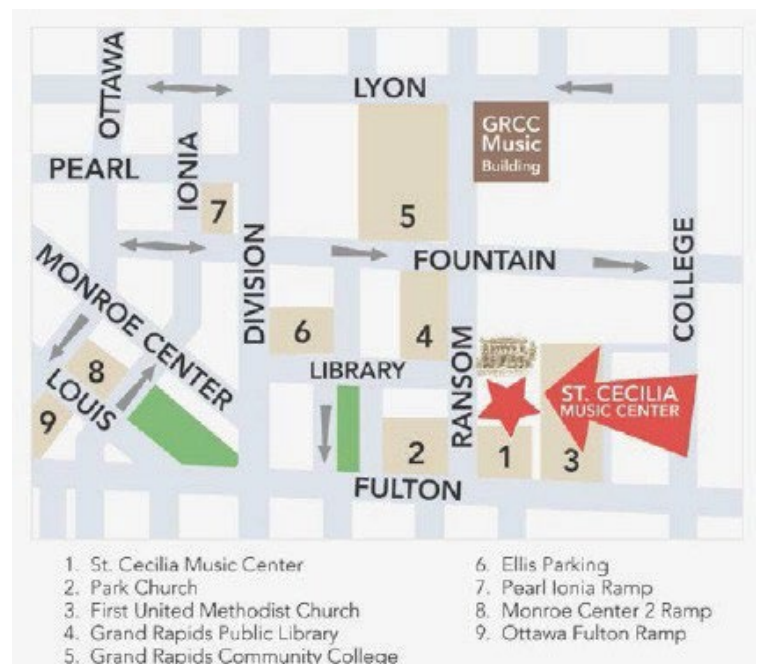 OTTAWA
LYON
GRCC
Music
Building
PEARL
IONIA
7
5
DIVISION
FOUNTAIN
COLLEGE
MONROE CENTER
6
4
RANSOM
8
LOUIS
9
LIBRARY
ST. CECILIA
MUSIC CENTER
2
1
3
FULTON
1. St. Cecilia Music Center
2. Park Church
3. First United Methodist Church
4. Grand Rapids Public Library
5. Grand Rapids Community College
6. Ellis Parking
7. Pearl Ionia Ramp
8. Monroe Center 2 Ramp
9. Ottawa Fulton Ramp